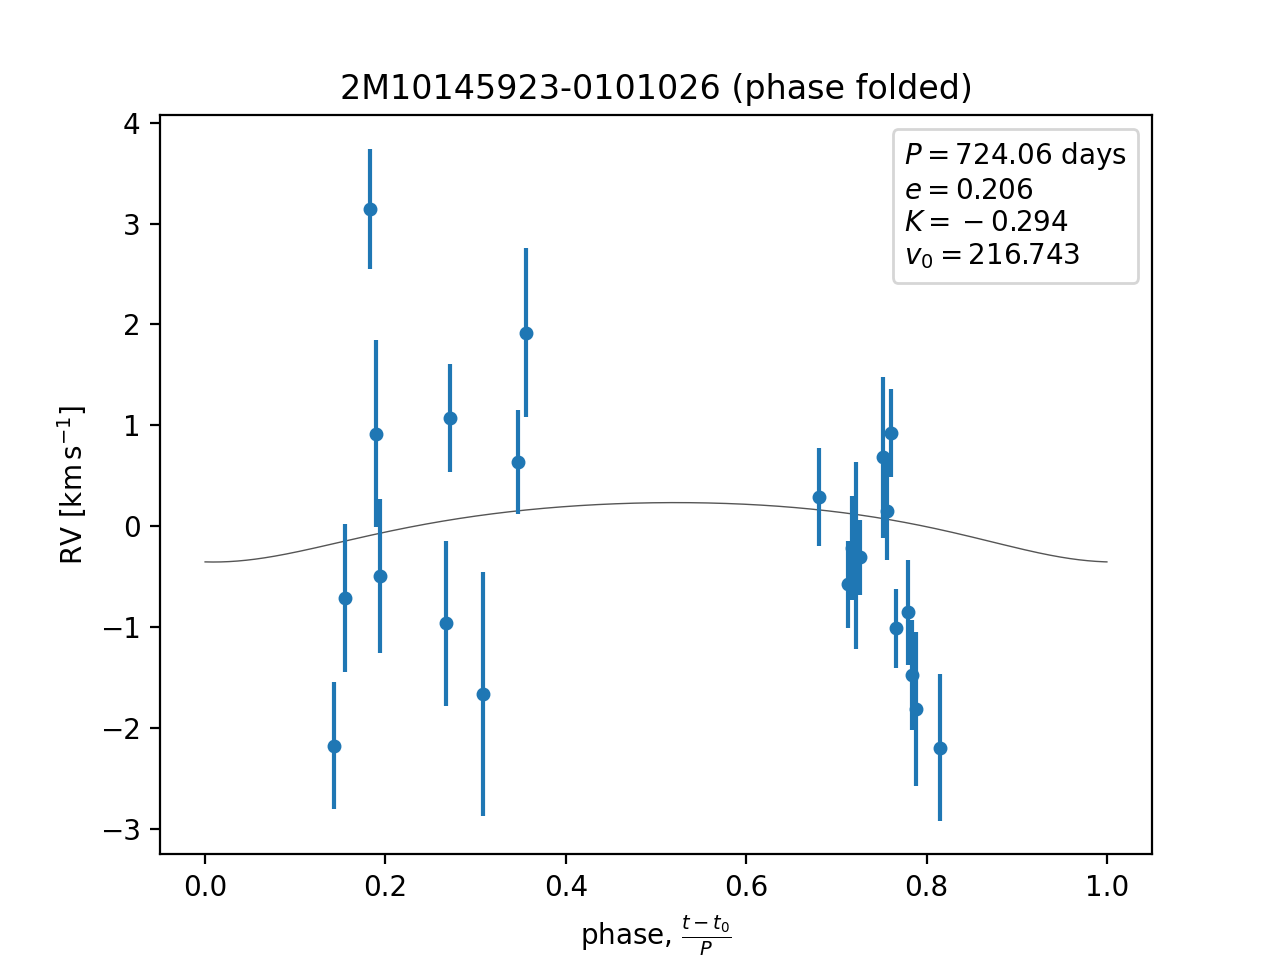 2M10145923-0101026 (phase folded)
P = 724.06 days
e = 0.206
K = −0.294
v₀ = 216.743
4
3
2
1
0
−1
−2
−3
RV [km s⁻¹]
0.0 0.2 0.4 0.6 0.8 1.0
phase, (t − t₀)/P